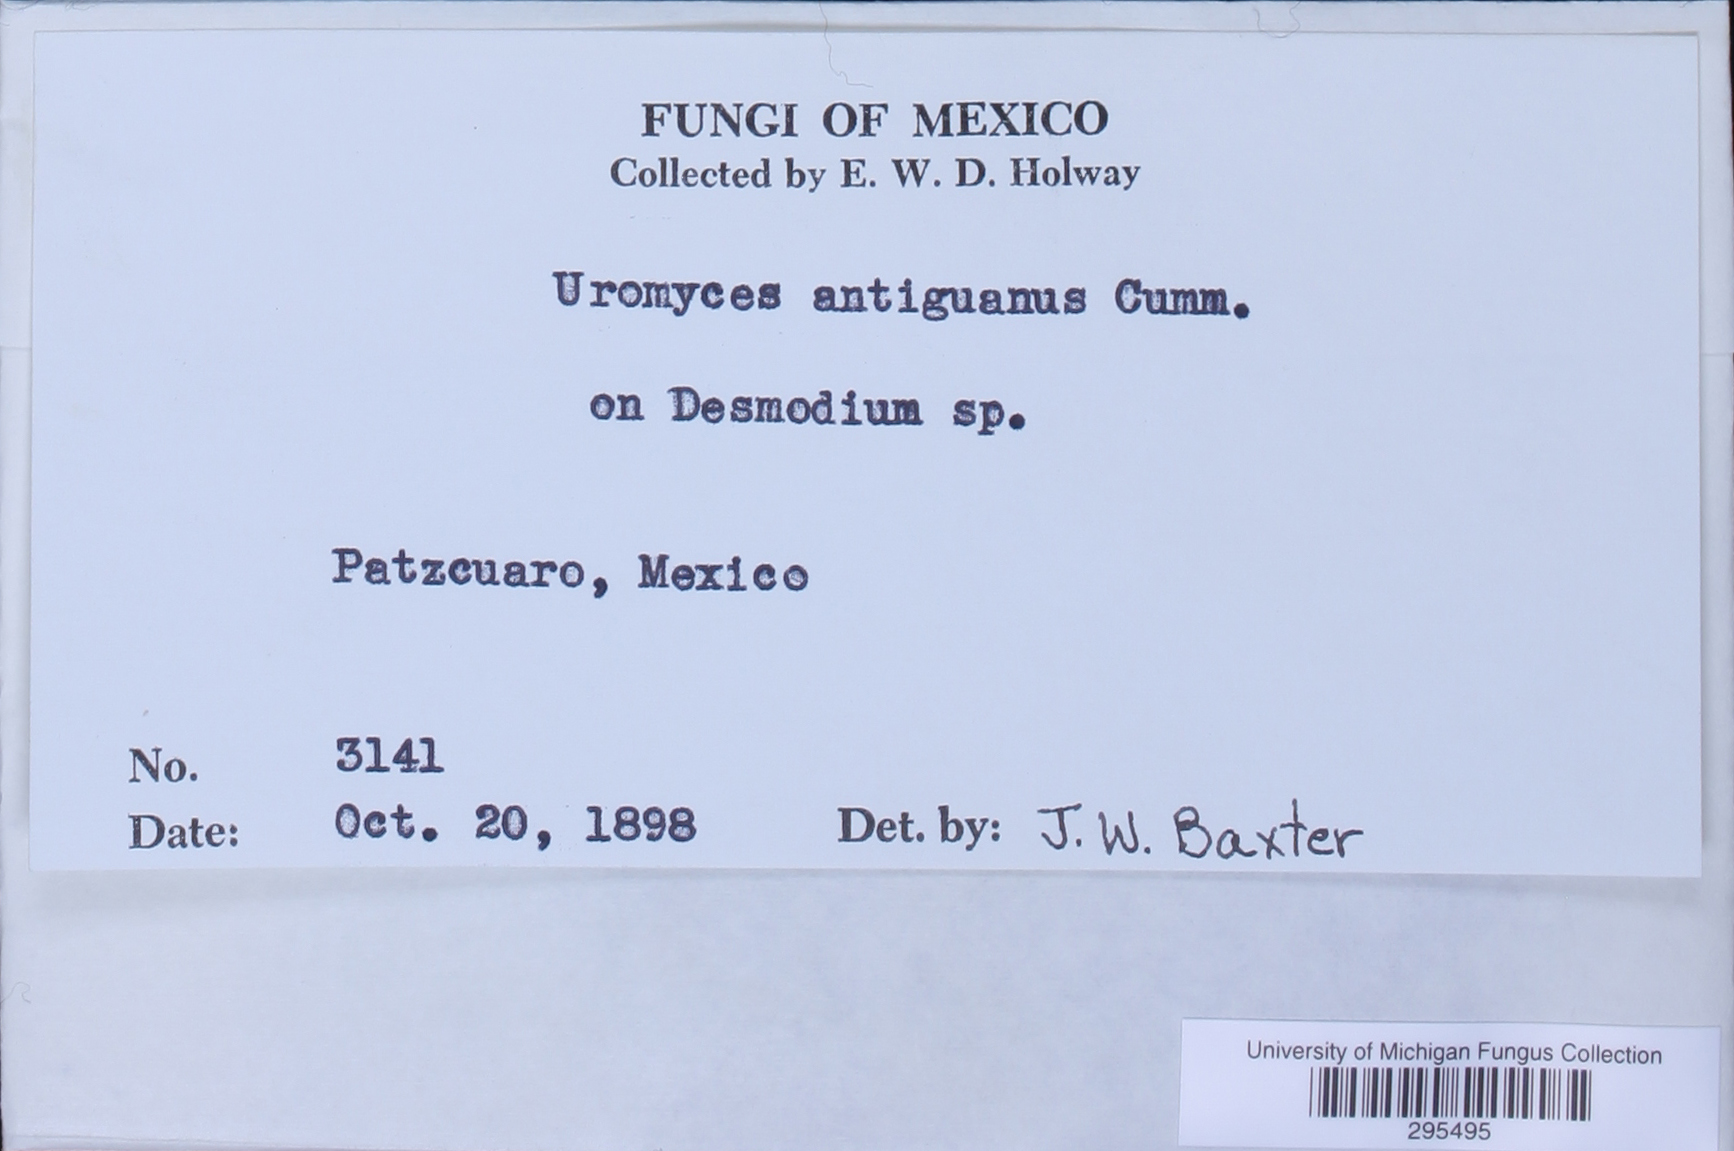 FUNGI OF MEXICO
Collected by E. W. D. Holway
Uromyces antiguanus Cumm.
on Desmodium sp.
Patzcuaro, Mexico
No. 3141
Date: Oct. 20, 1898 Det. by: J. W. Baxter
University of Michigan Fungus Collection
295495